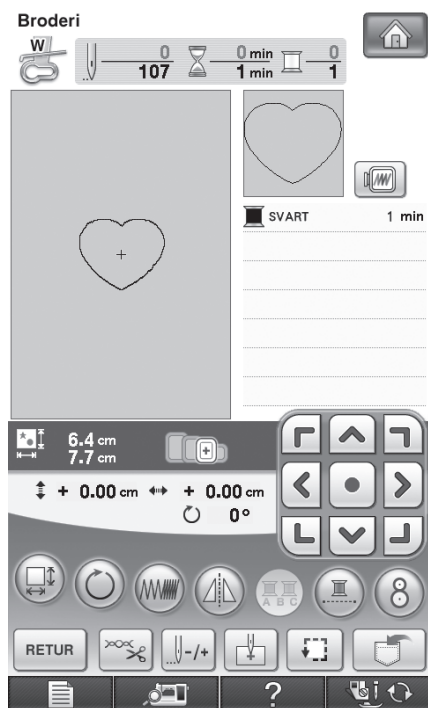 Broderi
W
0 0 min 0
107 1 min 1
SVART 1 min
6.4 cm
7.7 cm
+ 0.00 cm + 0.00 cm
0°
A B C
8
RETUR -/+
? i